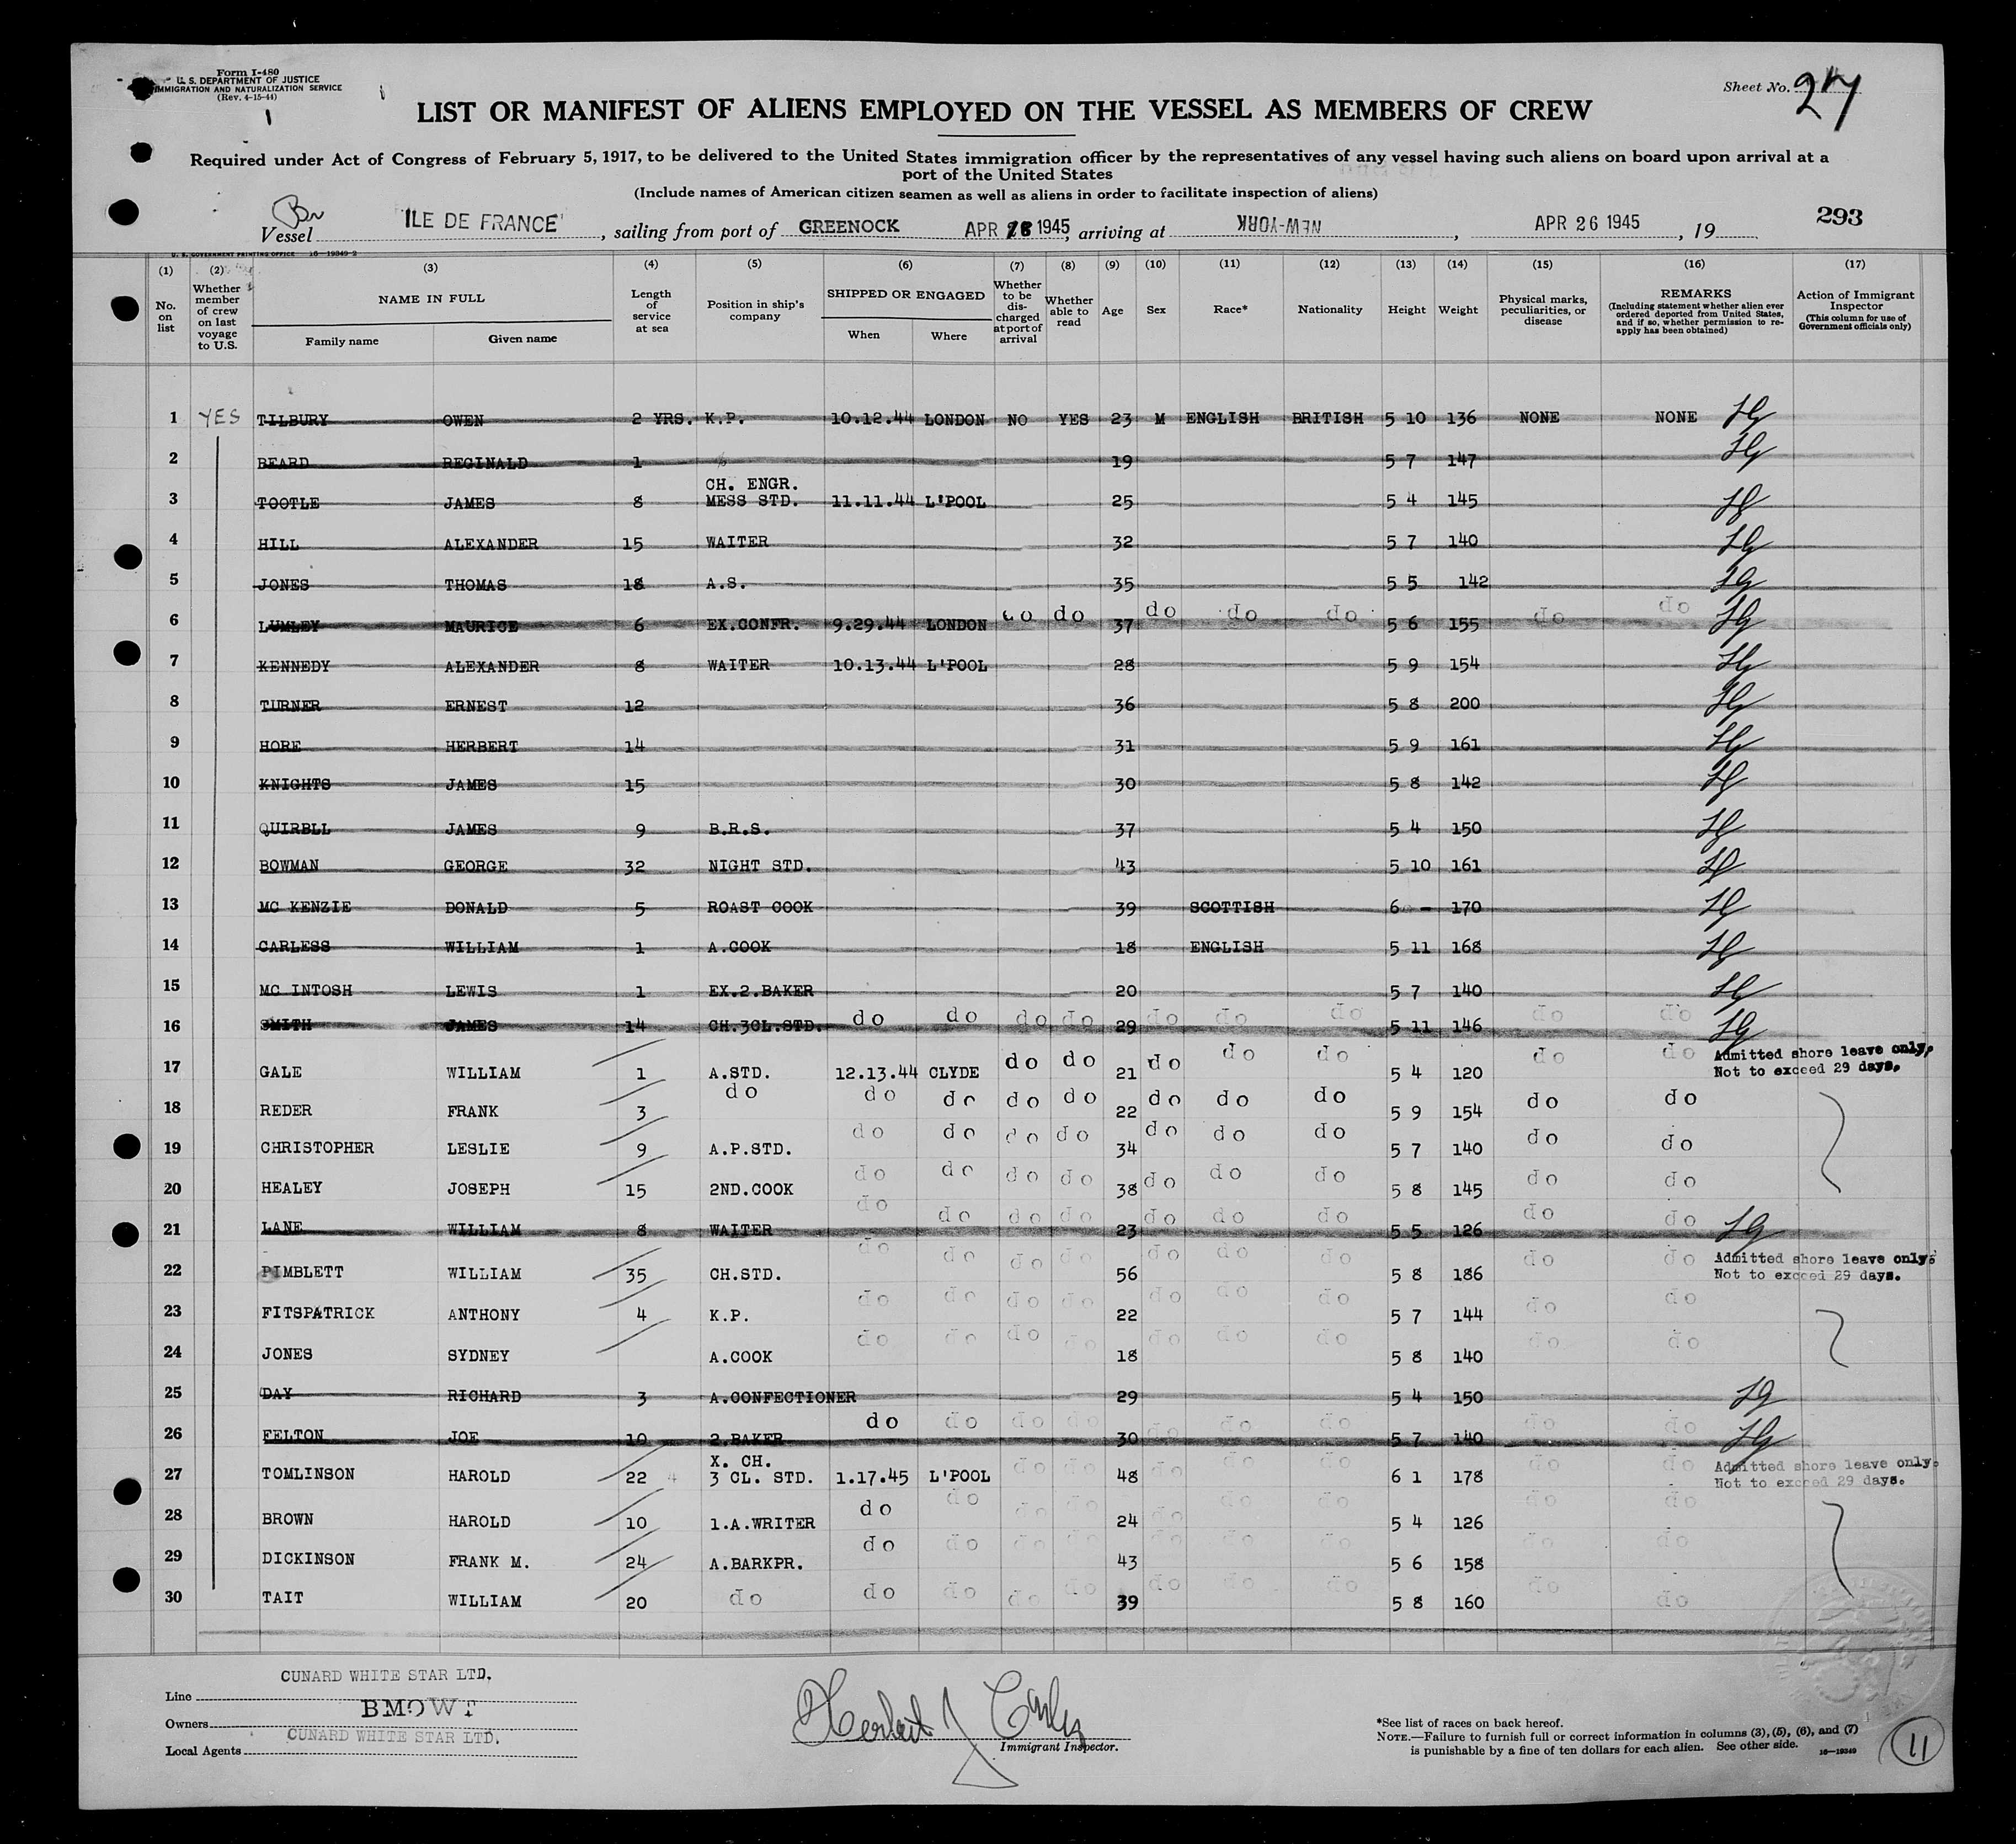 Form I-480
U. S. DEPARTMENT OF JUSTICE
IMMIGRATION AND NATURALIZATION SERVICE
(Rev. 4-15-44)
Sheet No. 27
LIST OR MANIFEST OF ALIENS EMPLOYED ON THE VESSEL AS MEMBERS OF CREW
Required under Act of Congress of February 5, 1917, to be delivered to the United States immigration officer by the representatives of any vessel having such aliens on board upon arrival at a
port of the United States
(Include names of American citizen seamen as well as aliens in order to facilitate inspection of aliens)
Br
Vessel ILE DE FRANCE, sailing from port of GREENOCK APR 18 1945, arriving at NEW-YORK, APR 26 1945, 19
293
U. S. GOVERNMENT PRINTING OFFICE 16-19349-2
(1) (2) (3) (4) (5) (6) (7) (8) (9) (10) (11) (12) (13) (14) (15) (16) (17)
No. on list
Whether member of crew on last voyage to U.S.
NAME IN FULL
Family name Given name
Length of service at sea
Position in ship's company
SHIPPED OR ENGAGED
When Where
Whether to be discharged at port of arrival
Whether able to read
Age
Sex
Race*
Nationality
Height
Weight
Physical marks, peculiarities, or disease
REMARKS
(Including statement whether alien ever ordered deported from United States, and if so, whether permission to reapply has been obtained)
Action of Immigrant Inspector
(This column for use of Government officials only)
1 YES TILBURY OWEN 2 YRS. K.P. 10.12.44 LONDON NO YES 23 M ENGLISH BRITISH 5 10 136 NONE NONE
2 BEARD REGINALD 1 19 5 7 147
3 TOOTLE JAMES 8 CH. ENGR. MESS STD. 11.11.44 L'POOL 25 5 4 145
4 HILL ALEXANDER 15 WAITER 32 5 7 140
5 JONES THOMAS 18 A.S. 35 5 5 142
6 LUMLEY MAURICE 6 EX.CONFR. 9.29.44 LONDON do do 37 do do do 5 6 155 do do
7 KENNEDY ALEXANDER 8 WAITER 10.13.44 L'POOL 28 5 9 154
8 TURNER ERNEST 12 36 5 8 200
9 HORE HERBERT 14 31 5 9 161
10 KNIGHTS JAMES 15 30 5 8 142
11 QUIRBLL JAMES 9 B.R.S. 37 5 4 150
12 BOWMAN GEORGE 32 NIGHT STD. 43 5 10 161
13 MC KENZIE DONALD 5 ROAST COOK 39 SCOTTISH 6 - 170
14 CARLESS WILLIAM 1 A.COOK 18 ENGLISH 5 11 168
15 MC INTOSH LEWIS 1 EX.2.BAKER 20 5 7 140
16 SMITH JAMES 14 CH.3CL.STD. do do do do 29 do do do 5 11 146 do do
17 GALE WILLIAM 1 A.STD. 12.13.44 CLYDE do do 21 do do do 5 4 120 do do Admitted shore leave only, Not to exceed 29 days.
18 REDER FRANK 3 do do do do do 22 do do do 5 9 154 do do
19 CHRISTOPHER LESLIE 9 A.P.STD. do do do do 34 do do do 5 7 140 do do
20 HEALEY JOSEPH 15 2ND.COOK do do do do 38 do do do 5 8 145 do do
21 LANE WILLIAM 8 WAITER do do do do 23 do do do 5 5 126 do do
22 PIMBLETT WILLIAM 35 CH.STD. do do do do 56 do do do 5 8 186 do do Admitted shore leave only. Not to exceed 29 days.
23 FITSPATRICK ANTHONY 4 K.P. do do do do 22 do do do 5 7 144 do do
24 JONES SYDNEY A.COOK do do do do 18 do do do 5 8 140 do do
25 DAY RICHARD 3 A.CONFECTIONER 29 5 4 150
26 FELTON JOE 10 2.BAKER do do do do 30 do do do 5 7 140 do do
27 TOMLINSON HAROLD 22 X. CH. 3 CL. STD. 1.17.45 L'POOL do do 48 do do do 6 1 178 do do Admitted shore leave only. Not to exceed 29 days.
28 BROWN HAROLD 10 1.A.WRITER do do do do 24 do do do 5 4 126 do do
29 DICKINSON FRANK M. 24 A.BARKPR. do do do do 43 do do do 5 6 158 do do
30 TAIT WILLIAM 20 do do do do do 39 do do do 5 8 160 do do
Line CUNARD WHITE STAR LTD.
Owners BMOWT
Local Agents CUNARD WHITE STAR LTD.
Immigrant Inspector.
*See list of races on back hereof.
NOTE.—Failure to furnish full or correct information in columns (3), (5), (6), and (7)
is punishable by a fine of ten dollars for each alien. See other side.
16—19349
11